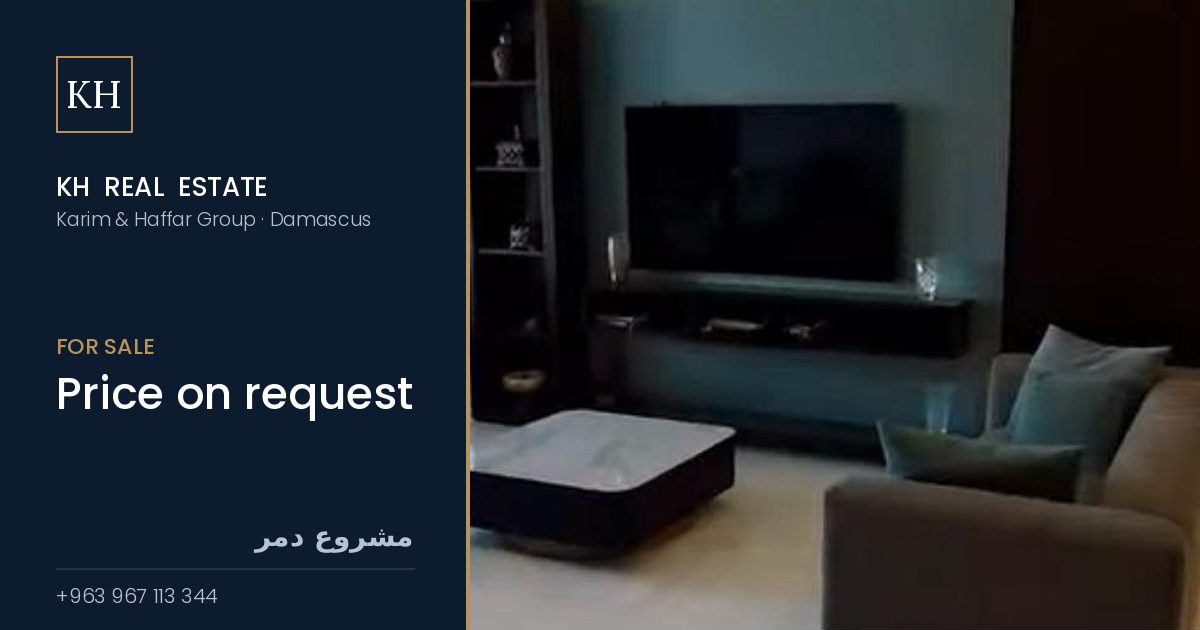 KH
KH REAL ESTATE
Karim & Haffar Group · Damascus
FOR SALE
Price on request
مشروع دمر
+963 967 113 344